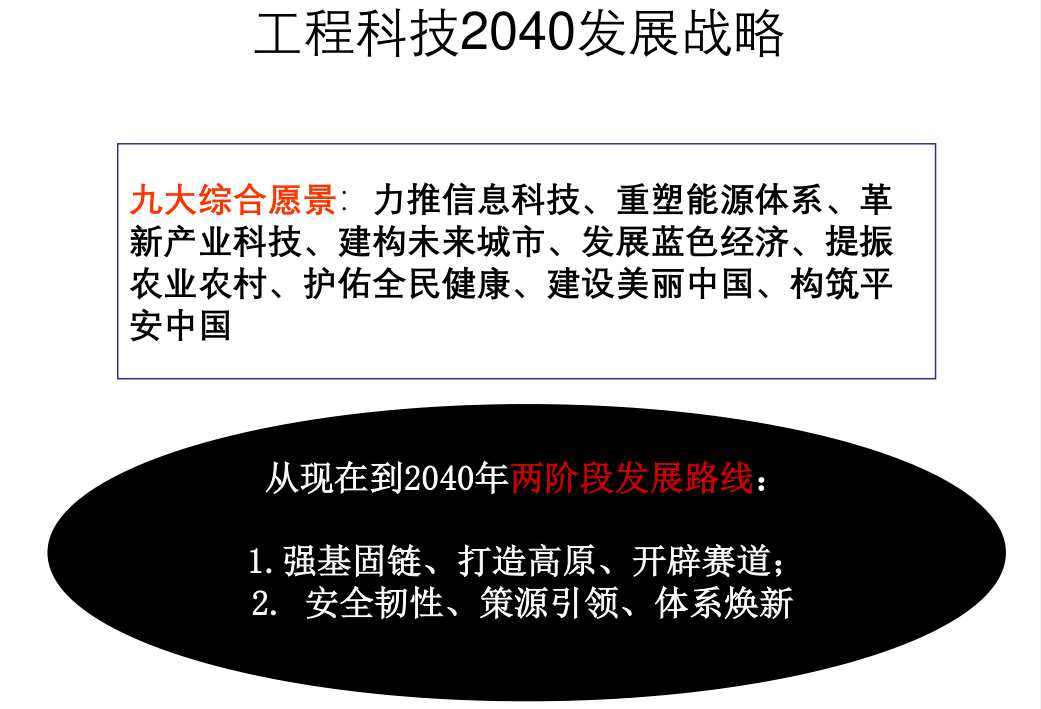 工程科技2040发展战略
九大综合愿景：力推信息科技、重塑能源体系、革
新产业科技、建构未来城市、发展蓝色经济、提振
农业农村、护佑全民健康、建设美丽中国、构筑平
安中国
从现在到2040年两阶段发展路线：
1.强基固链、打造高原、开辟赛道；
2. 安全韧性、策源引领、体系焕新